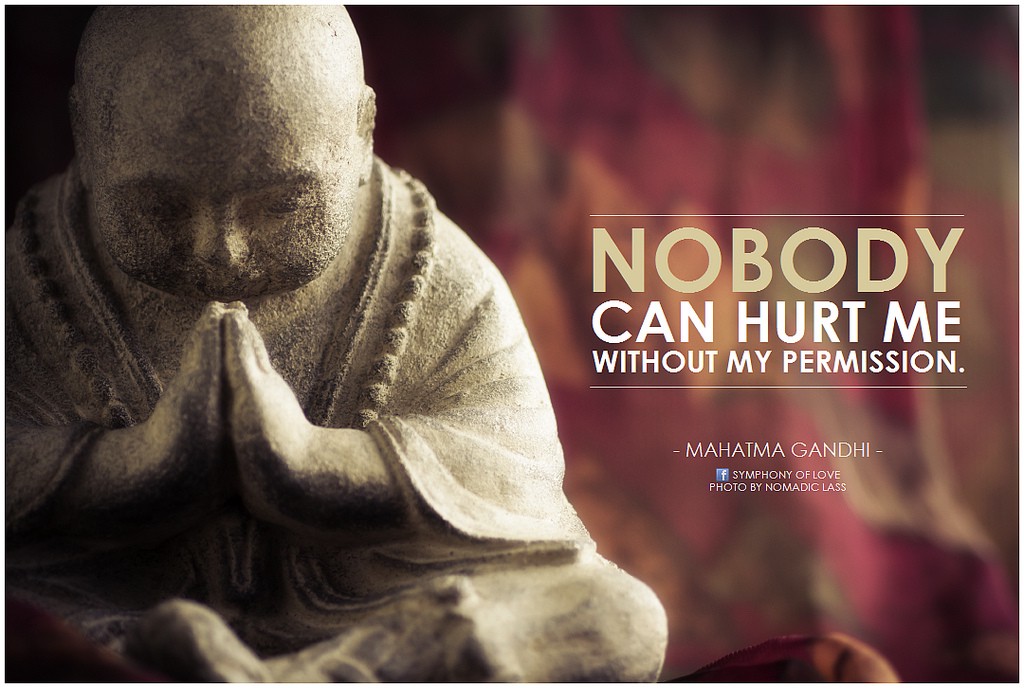 NOBODY
CAN HURT ME
WITHOUT MY PERMISSION.
- MAHATMA GANDHI -
SYMPHONY OF LOVE
PHOTO BY NOMADIC LASS